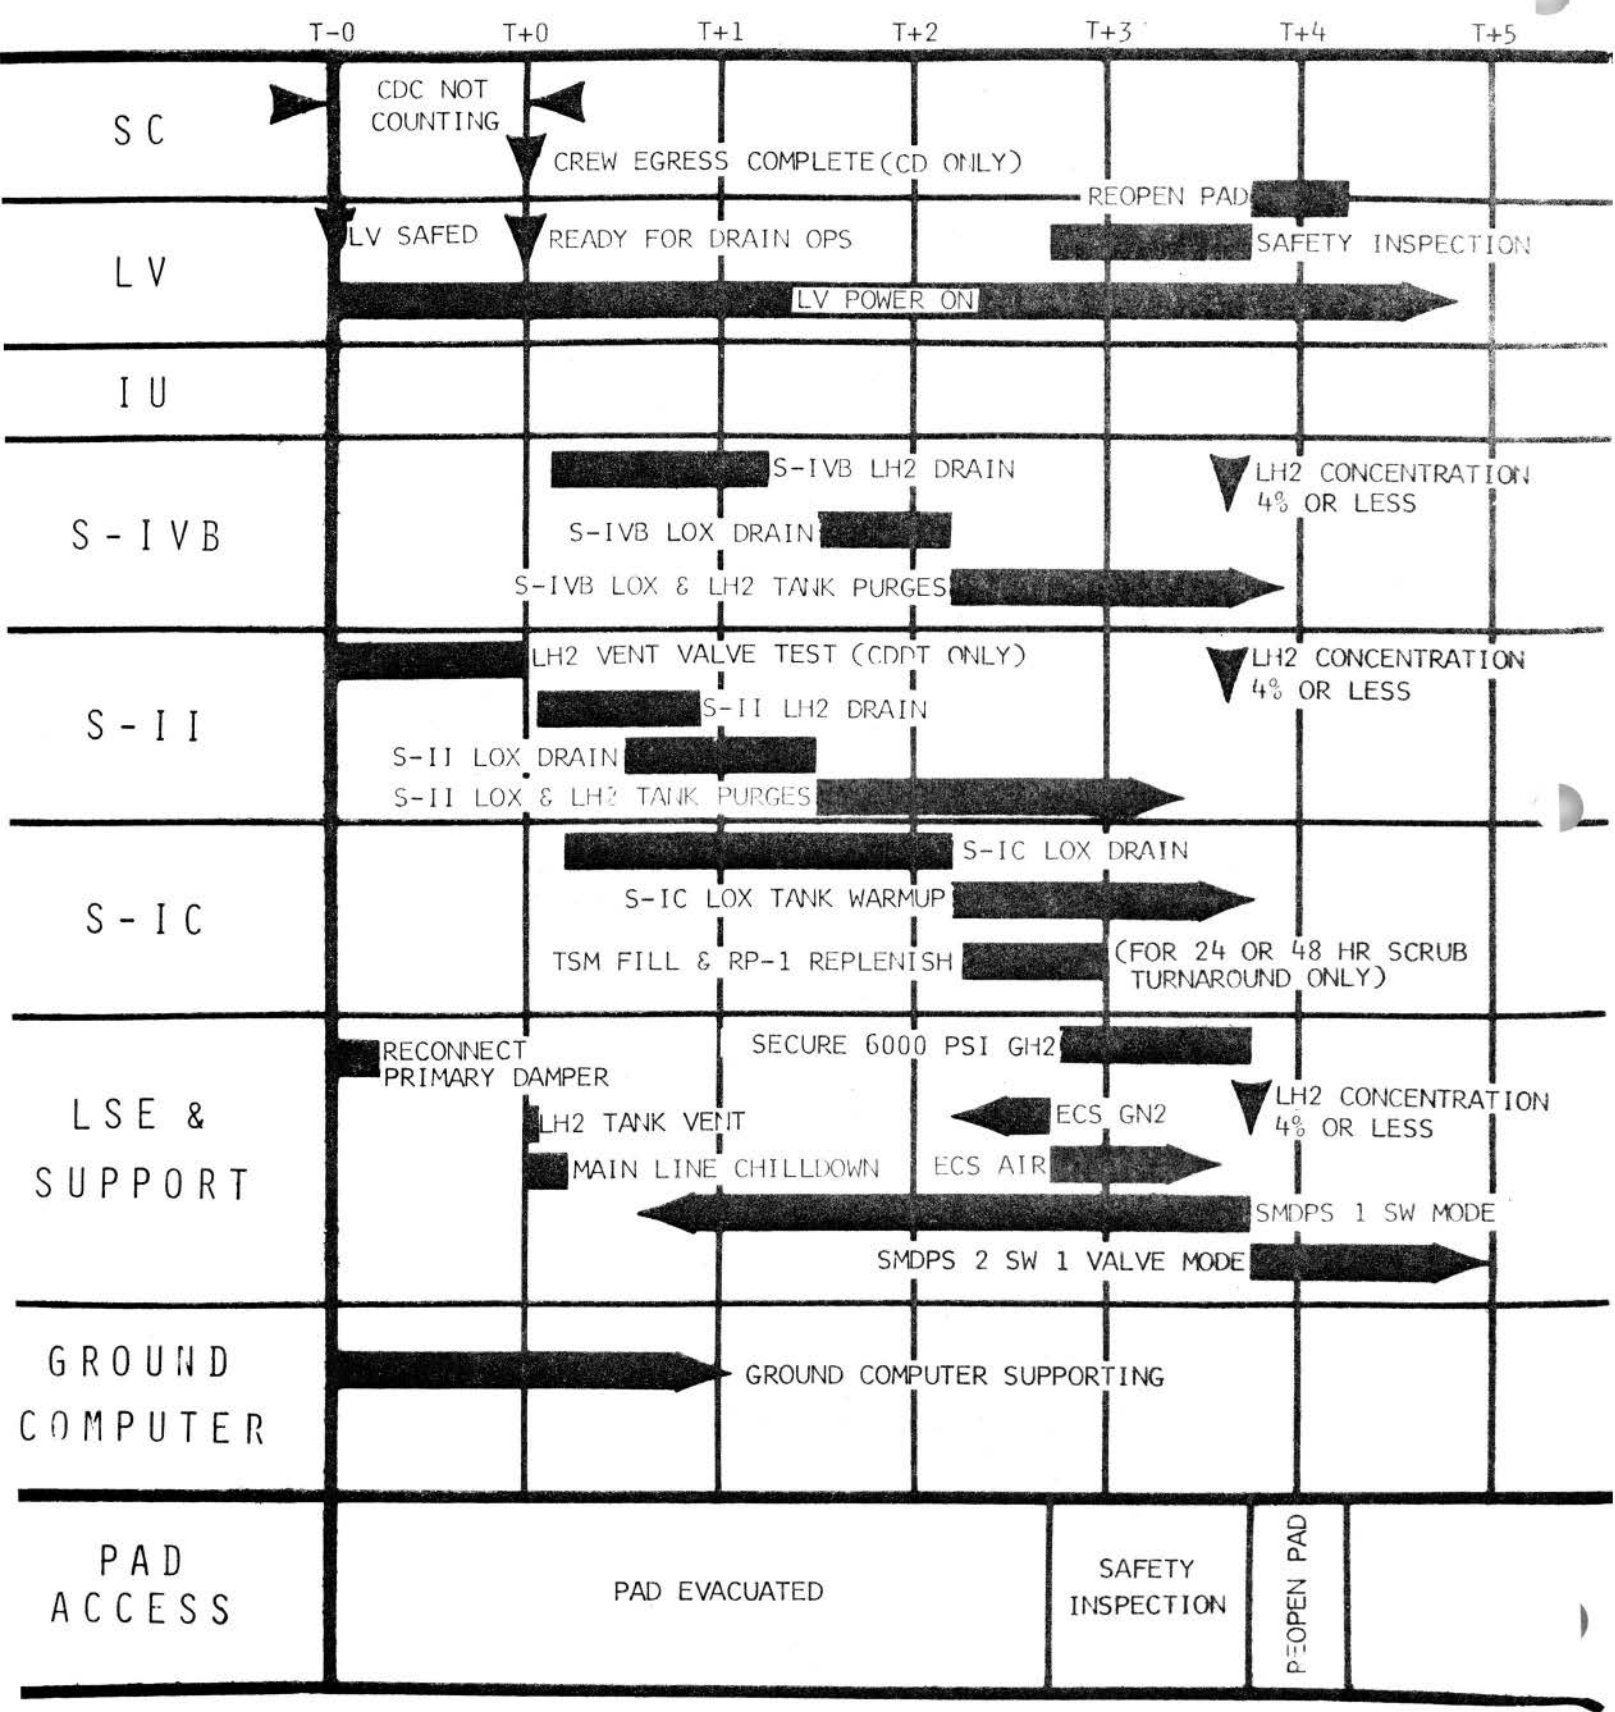 T-0 T+0 T+1 T+2 T+3 T+4 T+5
SC
CDC NOT
COUNTING
CREW EGRESS COMPLETE(CD ONLY)
REOPEN PAD
LV
LV SAFED
READY FOR DRAIN OPS
SAFETY INSPECTION
LV POWER ON
IU
S-IVB
S-IVB LH2 DRAIN
LH2 CONCENTRATION
4% OR LESS
S-IVB LOX DRAIN
S-IVB LOX & LH2 TANK PURGES
S-II
LH2 VENT VALVE TEST (CDDT ONLY)
LH2 CONCENTRATION
4% OR LESS
S-II LH2 DRAIN
S-II LOX DRAIN
S-II LOX & LH2 TANK PURGES
S-IC
S-IC LOX DRAIN
S-IC LOX TANK WARMUP
TSM FILL & RP-1 REPLENISH
(FOR 24 OR 48 HR SCRUB
TURNAROUND ONLY)
LSE &
SUPPORT
SECURE 6000 PSI GH2
RECONNECT
PRIMARY DAMPER
LH2 CONCENTRATION
4% OR LESS
LH2 TANK VENT
ECS GN2
MAIN LINE CHILLDOWN
ECS AIR
SMDPS 1 SW MODE
SMDPS 2 SW 1 VALVE MODE
GROUND
COMPUTER
GROUND COMPUTER SUPPORTING
PAD
ACCESS
PAD EVACUATED
SAFETY
INSPECTION
REOPEN PAD